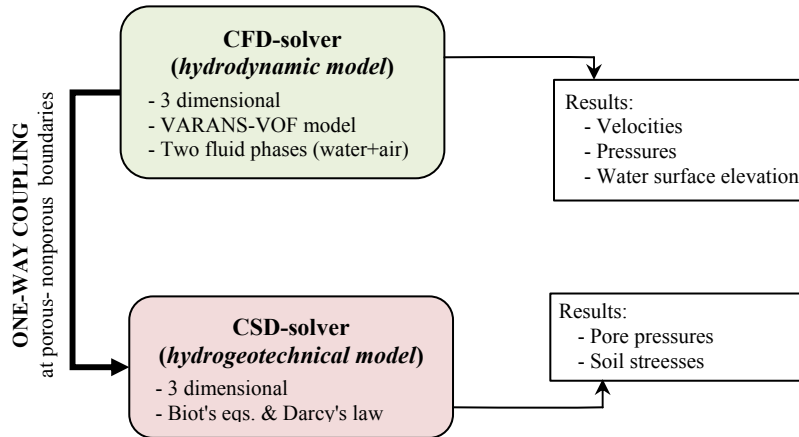 CFD-solver
(hydrodynamic model)
- 3 dimensional
- VARANS-VOF model
- Two fluid phases (water+air)
Results:
- Velocities
- Pressures
- Water surface elevation
ONE-WAY COUPLING
at porous- nonporous boundaries
CSD-solver
(hydrogeotechnical model)
- 3 dimensional
- Biot's eqs. & Darcy's law
Results:
- Pore pressures
- Soil streesses